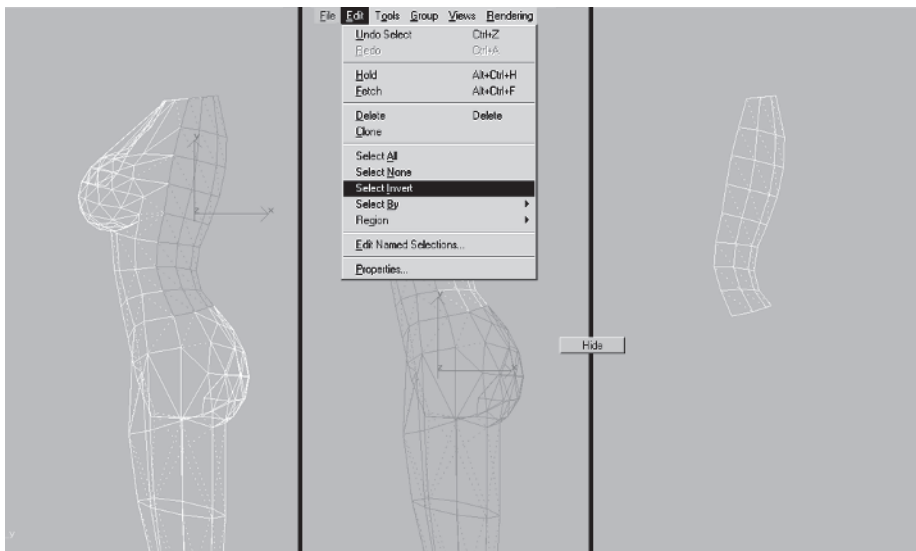 File Edit Tools Group Views Rendering
Undo Select Ctrl+Z
Redo Ctrl+A
Hold Alt+Ctrl+H
Fetch Alt+Ctrl+F
Delete Delete
Clone
Select All
Select None
Select Invert
Select By
Region
Edit Named Selections...
Properties...
Hide